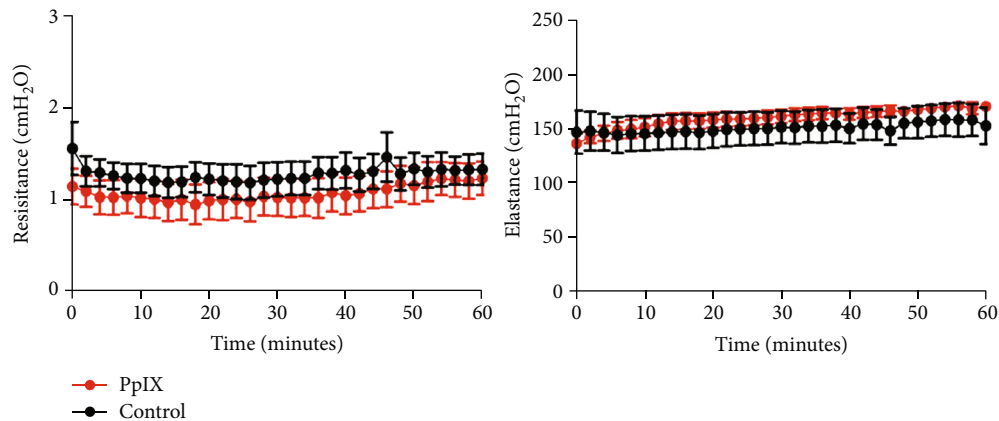 Resisitance (cmH₂O)
3
2
1
0
0 10 20 30 40 50 60
Time (minutes)
Elastance (cmH₂O)
250
200
150
100
50
0
0 10 20 30 40 50 60
Time (minutes)
PpIX
Control